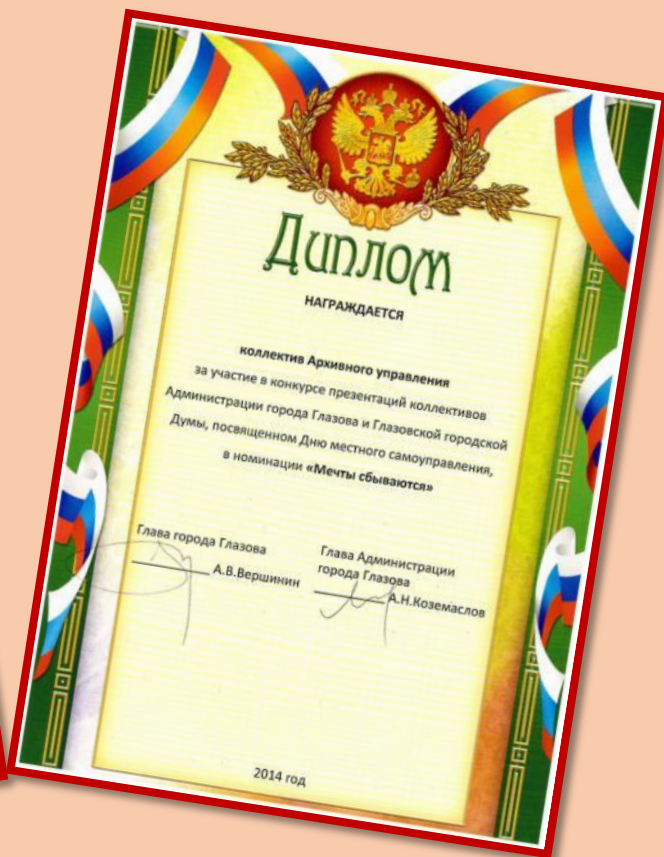 Диплом
НАГРАЖДАЕТСЯ
коллектив Архивного управления
за участие в конкурсе презентаций коллективов
Администрации города Глазова и Глазовской городской
Думы, посвященном Дню местного самоуправления,
в номинации «Мечты сбываются»
Глава города Глазова
А.В.Вершинин
Глава Администрации
города Глазова
А.Н.Коземаслов
2014 год